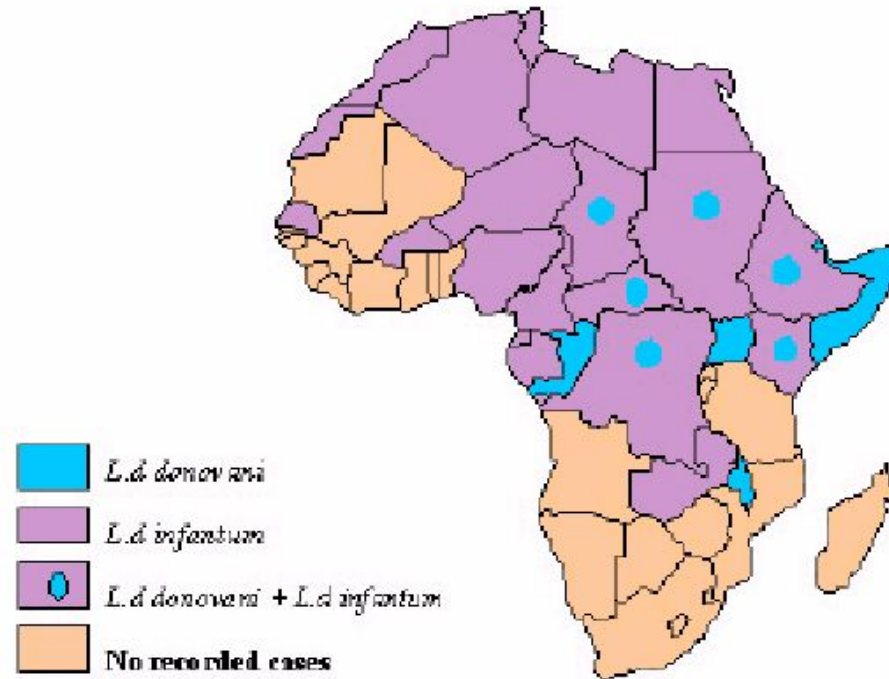 L.d donovani
L.d infantum
L.d donovani + L.d infantum
No recorded cases